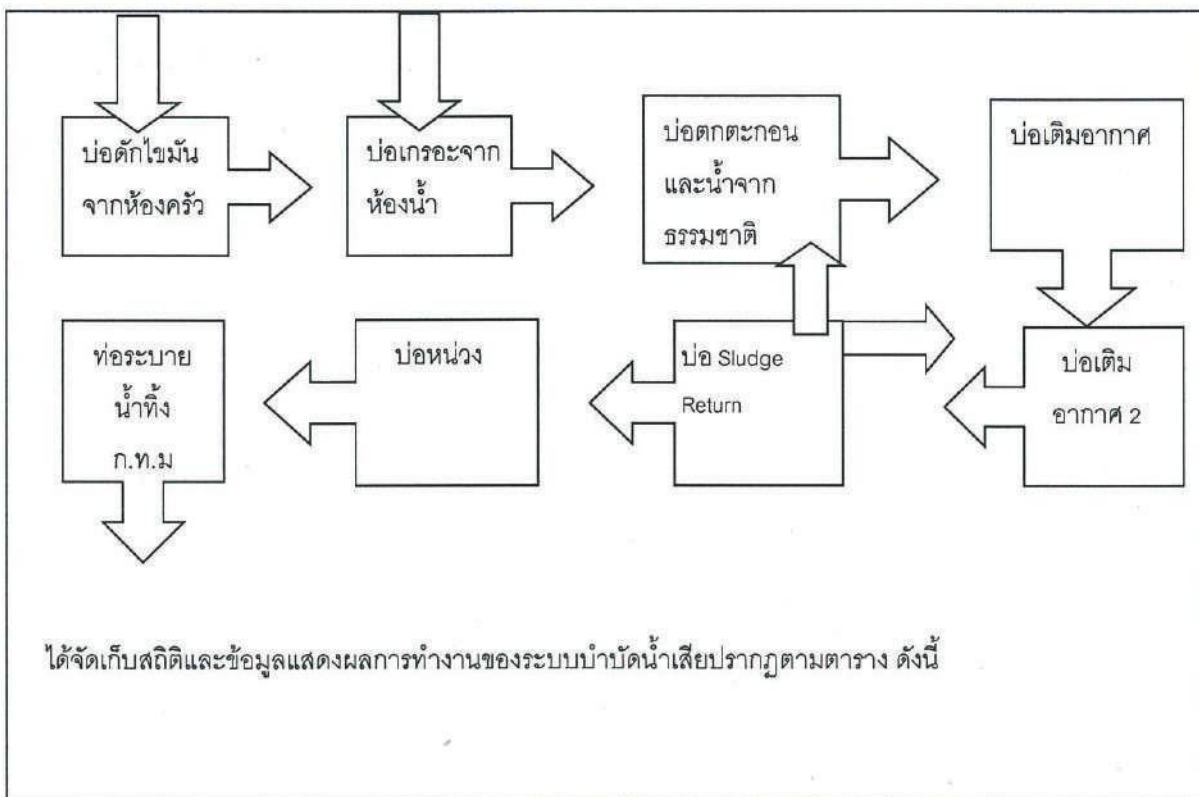 บ่อดักไขมัน
จากห้องครัว
บ่อเกรอะจาก
ห้องน้ำ
บ่อตกตะกอน
และน้ำจาก
ธรรมชาติ
บ่อเติมอากาศ
ท่อระบาย
น้ำทิ้ง
ก.ท.ม
บ่อหน่วง
บ่อ Sludge
Return
บ่อเติม
อากาศ 2
ได้จัดเก็บสถิติและข้อมูลแสดงผลการทำงานของระบบบำบัดน้ำเสียปรากฏตามตาราง ดังนี้